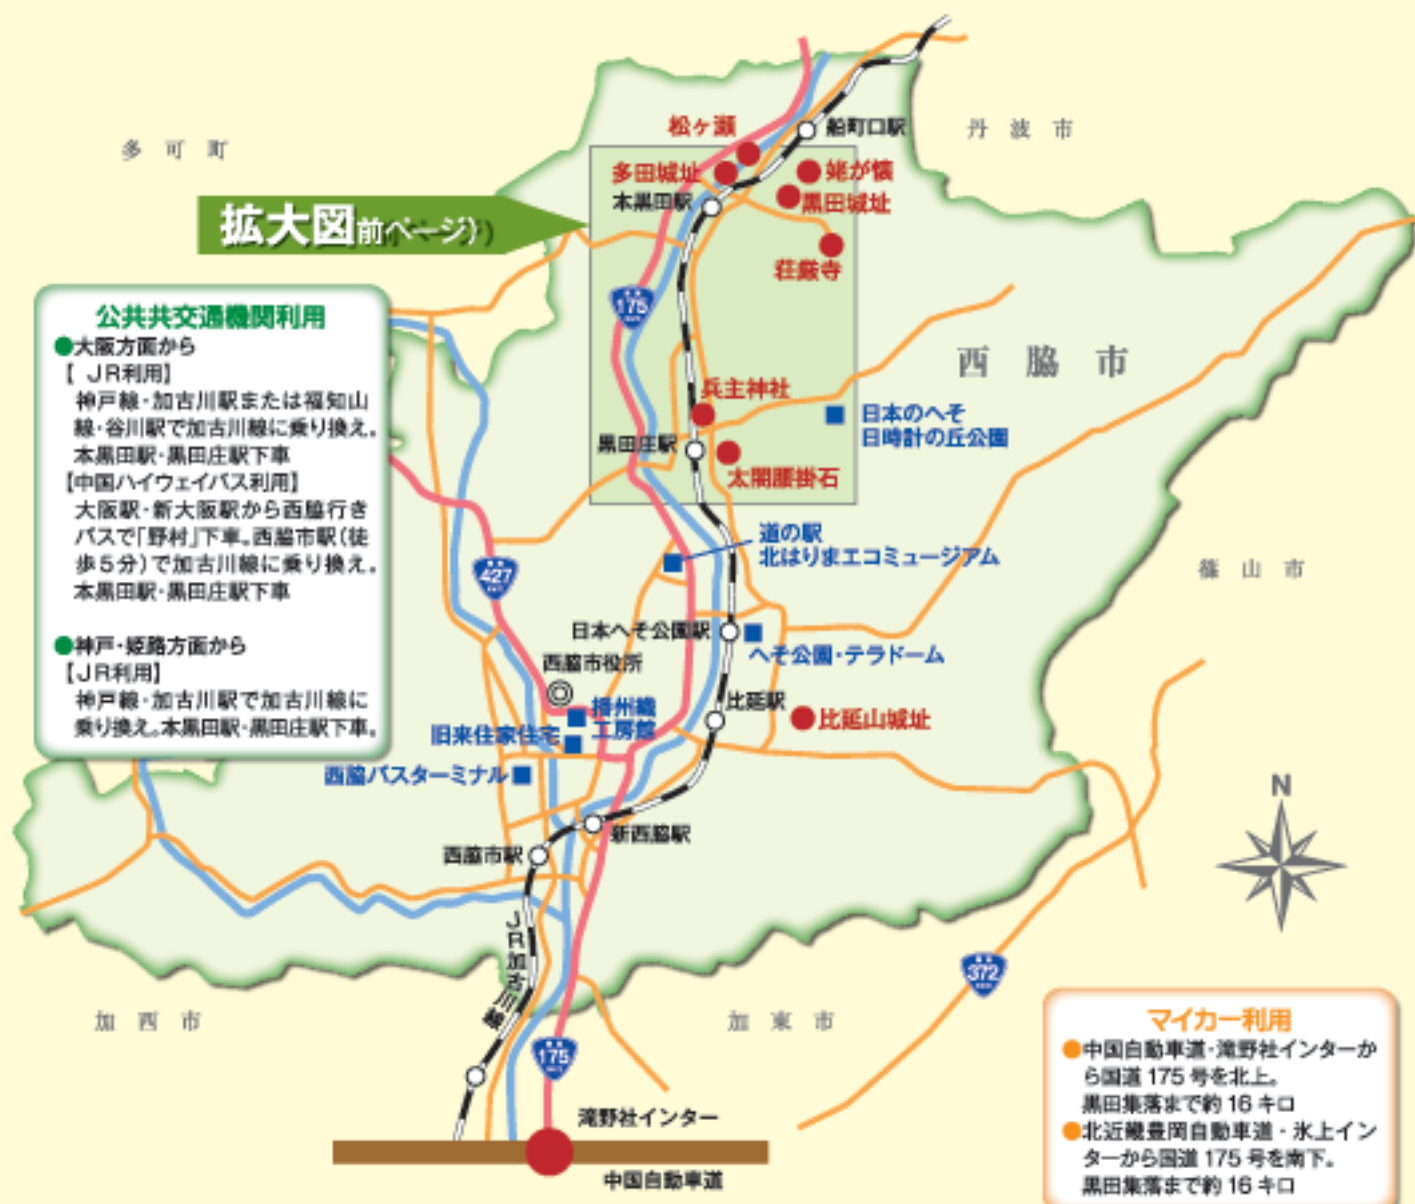 多可町
丹波市
松ヶ瀬
船町口駅
多田城址
姥が懐
本黒田駅
黒田城址
拡大図前ページ)
荘厳寺
175
西脇市
公共共交通機関利用
●大阪方面から
【 JR利用】
神戸線・加古川駅または福知山
線・谷川駅で加古川線に乗り換え。
本黒田駅・黒田庄駅下車
【中国ハイウェイバス利用】
大阪駅・新大阪駅から西脇行き
バスで「野村」下車。西脇市駅(徒
歩5分)で加古川線に乗り換え。
本黒田駅・黒田庄駅下車
●神戸・姫路方面から
【JR利用】
神戸線・加古川駅で加古川線に
乗り換え。本黒田駅・黒田庄駅下車。
兵主神社
日本のへそ
日時計の丘公園
黒田庄駅
太閤腰掛石
道の駅
北はりまエコミュージアム
篠山市
427
日本へそ公園駅
へそ公園・テラドーム
西脇市役所
播州織
工房館
比延駅
比延山城址
旧来住家住宅
西脇バスターミナル
新西脇駅
西脇市駅
N
JR加古川線
372
加西市
加東市
175
滝野社インター
中国自動車道
マイカー利用
●中国自動車道・滝野社インターか
ら国道 175 号を北上。
黒田集落まで約 16 キロ
●北近畿豊岡自動車道・氷上イン
ターから国道 175 号を南下。
黒田集落まで約 16 キロ